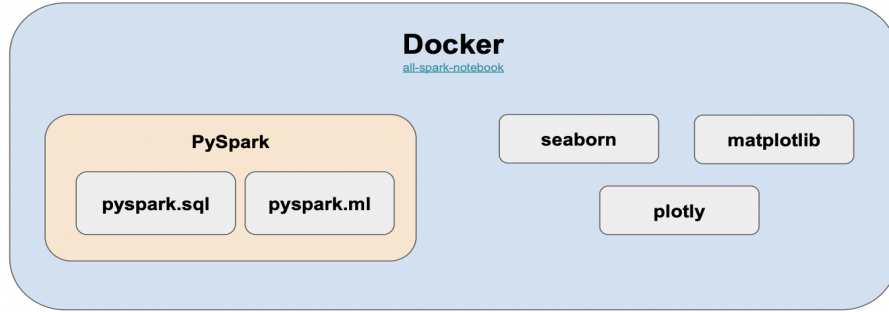 Docker
all-spark-notebook
PySpark
pyspark.sql
pyspark.ml
seaborn
matplotlib
plotly